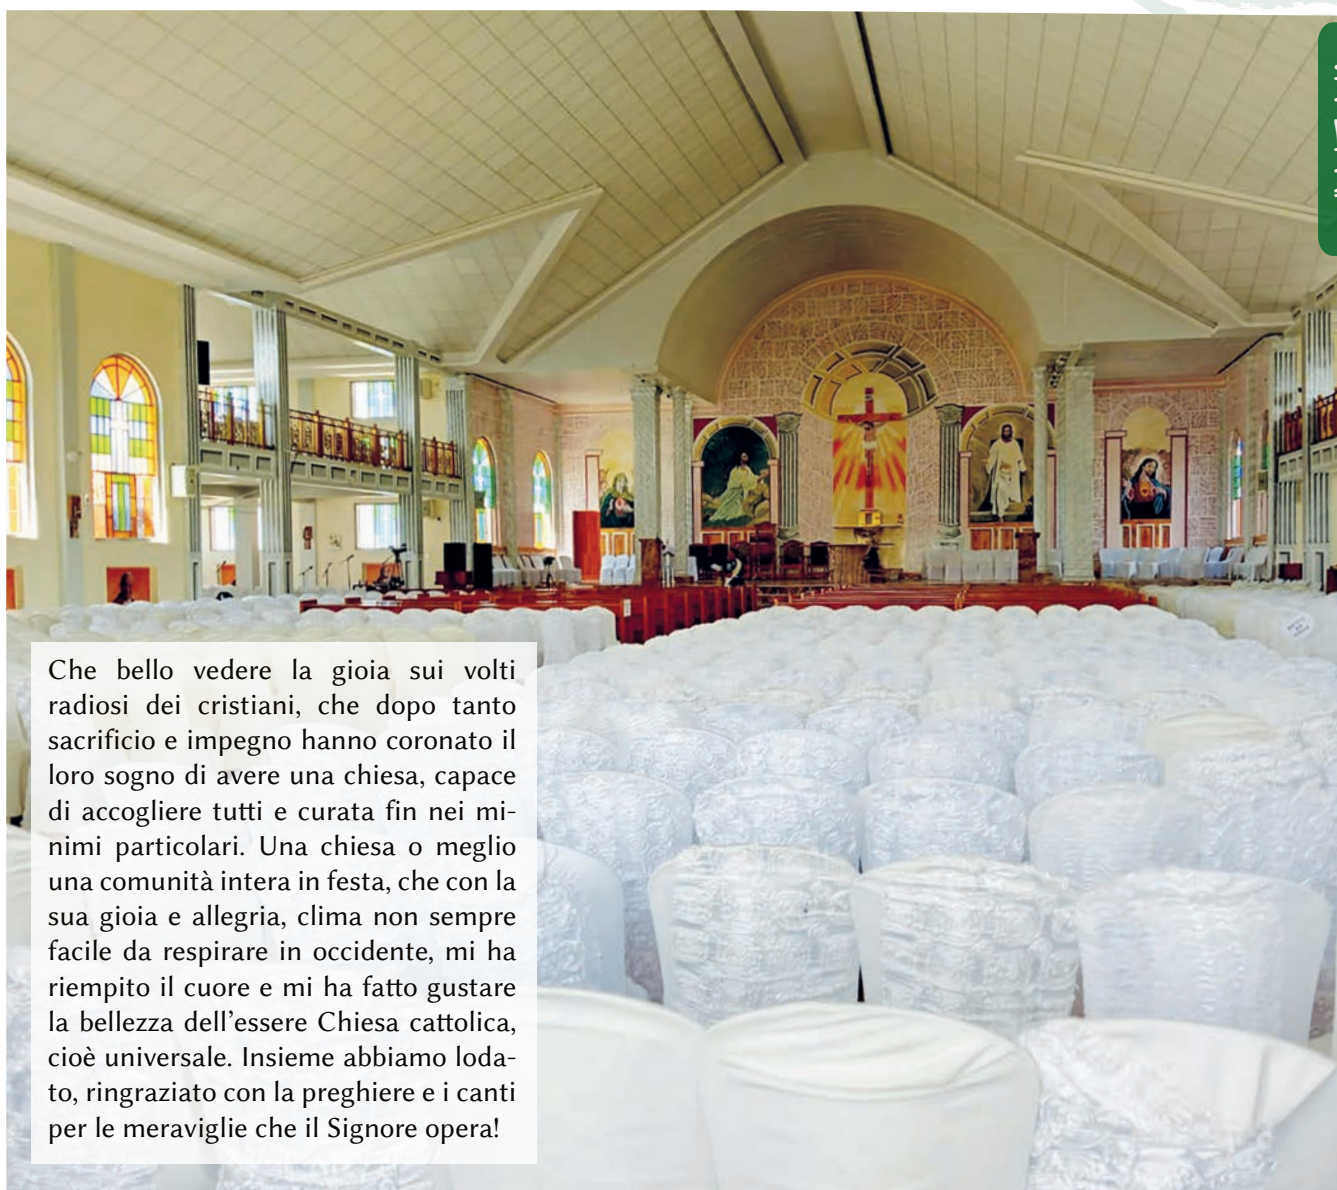 Che bello vedere la gioia sui volti
radiosi dei cristiani, che dopo tanto
sacrificio e impegno hanno coronato il
loro sogno di avere una chiesa, capace
di accogliere tutti e curata fin nei mi-
nimi particolari. Una chiesa o meglio
una comunità intera in festa, che con la
sua gioia e allegria, clima non sempre
facile da respirare in occidente, mi ha
riempito il cuore e mi ha fatto gustare
la bellezza dell’essere Chiesa cattolica,
cioè universale. Insieme abbiamo loda-
to, ringraziato con la preghiere e i canti
per le meraviglie che il Signore opera!